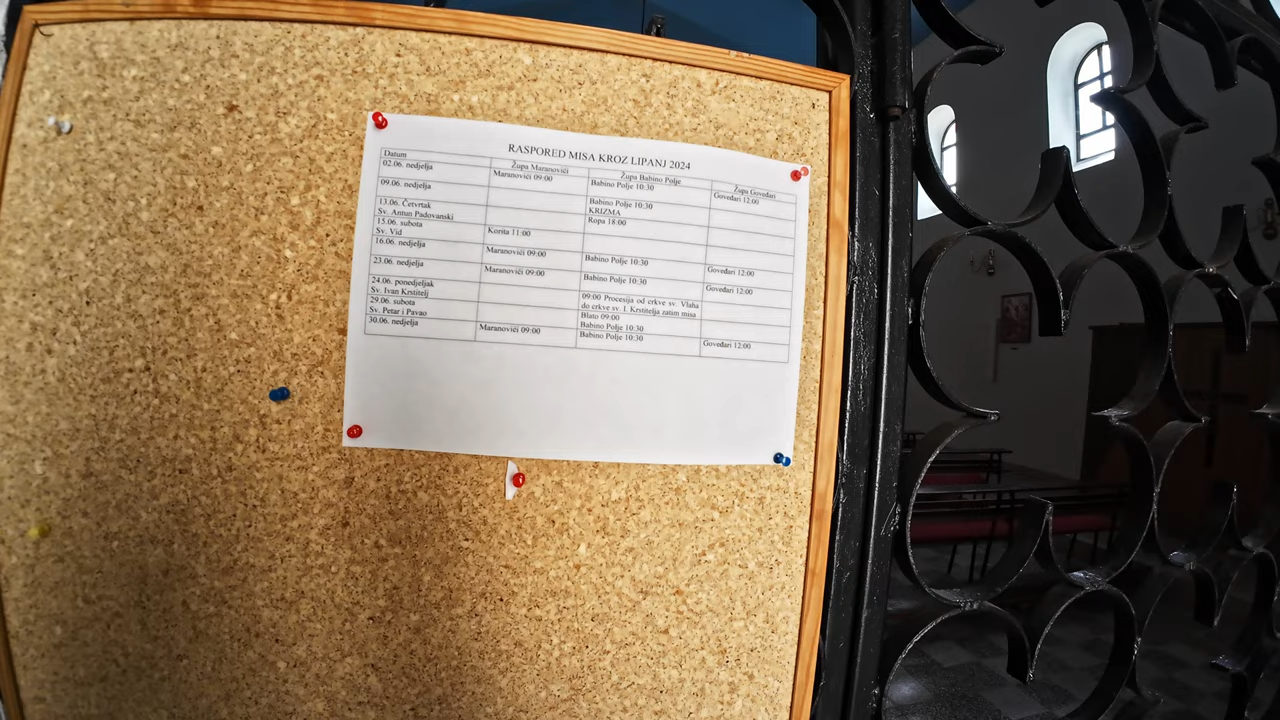 RASPORED MISA KROZ LIPANJ 2024
Datum Župa Maranovići Župa Babino Polje Župa Goveđari
02.06. nedjelja Maranovići 09:00 Babino Polje 10:30 Goveđari 12:00
09.06. nedjelja Babino Polje 10:30
KRIZMA
13.06. Četvrtak Ropa 18:00
Sv. Antun Padovanski
15.06. subota Korita 11:00
Sv. Vid
16.06. nedjelja Maranovići 09:00 Babino Polje 10:30 Goveđari 12:00
23.06. nedjelja Maranovići 09:00 Babino Polje 10:30 Goveđari 12:00
24.06. ponedjeljak 09:00 Procesija od crkve sv. Vlaha
Sv. Ivan Krstitelj do crkve sv. I. Krstitelja zatim misa
29.06. subota Blato 09:00
Sv. Petar i Pavao Babino Polje 10:30
30.06. nedjelja Maranovići 09:00 Babino Polje 10:30 Goveđari 12:00